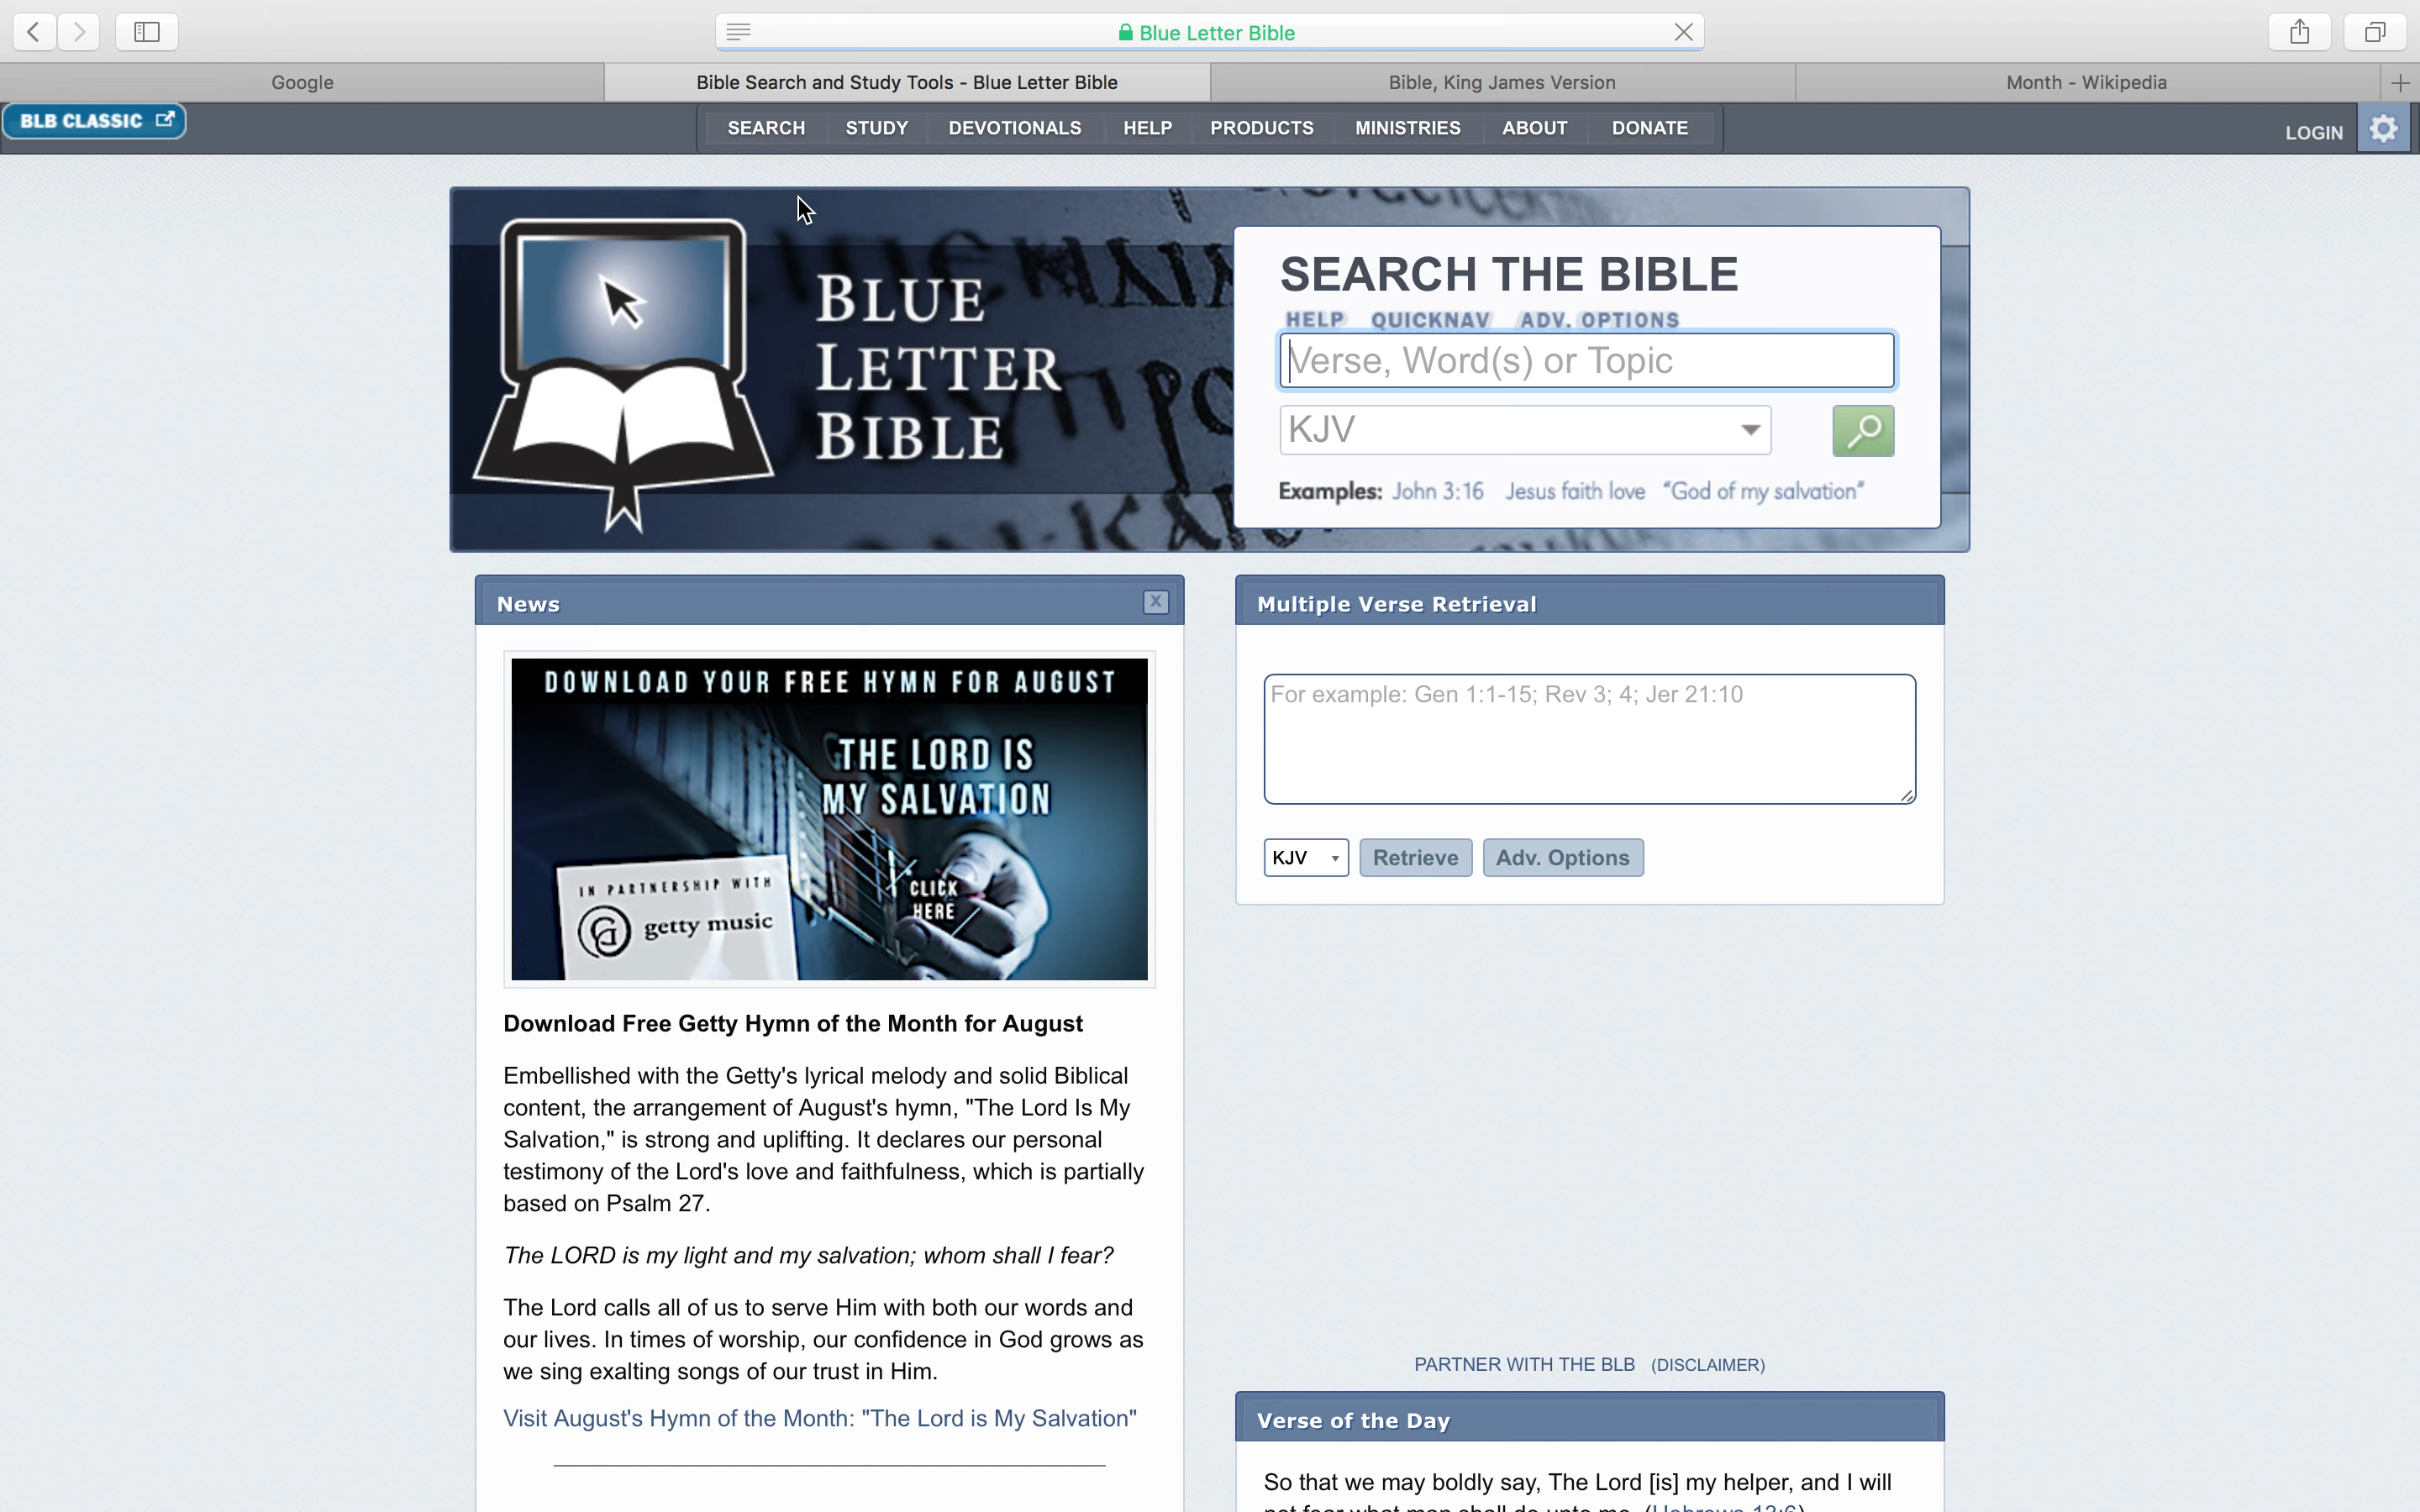 Blue Letter Bible
Google
Bible Search and Study Tools - Blue Letter Bible
Bible, King James Version
Month - Wikipedia
BLB CLASSIC
SEARCH STUDY DEVOTIONALS HELP PRODUCTS MINISTRIES ABOUT DONATE
LOGIN
BLUE
LETTER
BIBLE
SEARCH THE BIBLE
HELP QUICKNAV ADV. OPTIONS
Verse, Word(s) or Topic
KJV
Examples: John 3:16 Jesus faith love “God of my salvation”
News
X
DOWNLOAD YOUR FREE HYMN FOR AUGUST
THE LORD IS
MY SALVATION
CLICK
HERE
IN PARTNERSHIP WITH
getty music
Download Free Getty Hymn of the Month for August
Embellished with the Getty's lyrical melody and solid Biblical
content, the arrangement of August's hymn, "The Lord Is My
Salvation," is strong and uplifting. It declares our personal
testimony of the Lord's love and faithfulness, which is partially
based on Psalm 27.
The LORD is my light and my salvation; whom shall I fear?
The Lord calls all of us to serve Him with both our words and
our lives. In times of worship, our confidence in God grows as
we sing exalting songs of our trust in Him.
Visit August's Hymn of the Month: "The Lord is My Salvation"
Multiple Verse Retrieval
For example: Gen 1:1-15; Rev 3; 4; Jer 21:10
KJV Retrieve Adv. Options
PARTNER WITH THE BLB (DISCLAIMER)
Verse of the Day
So that we may boldly say, The Lord [is] my helper, and I will
not fear what man shall do unto me. (Hebrews 13:6)